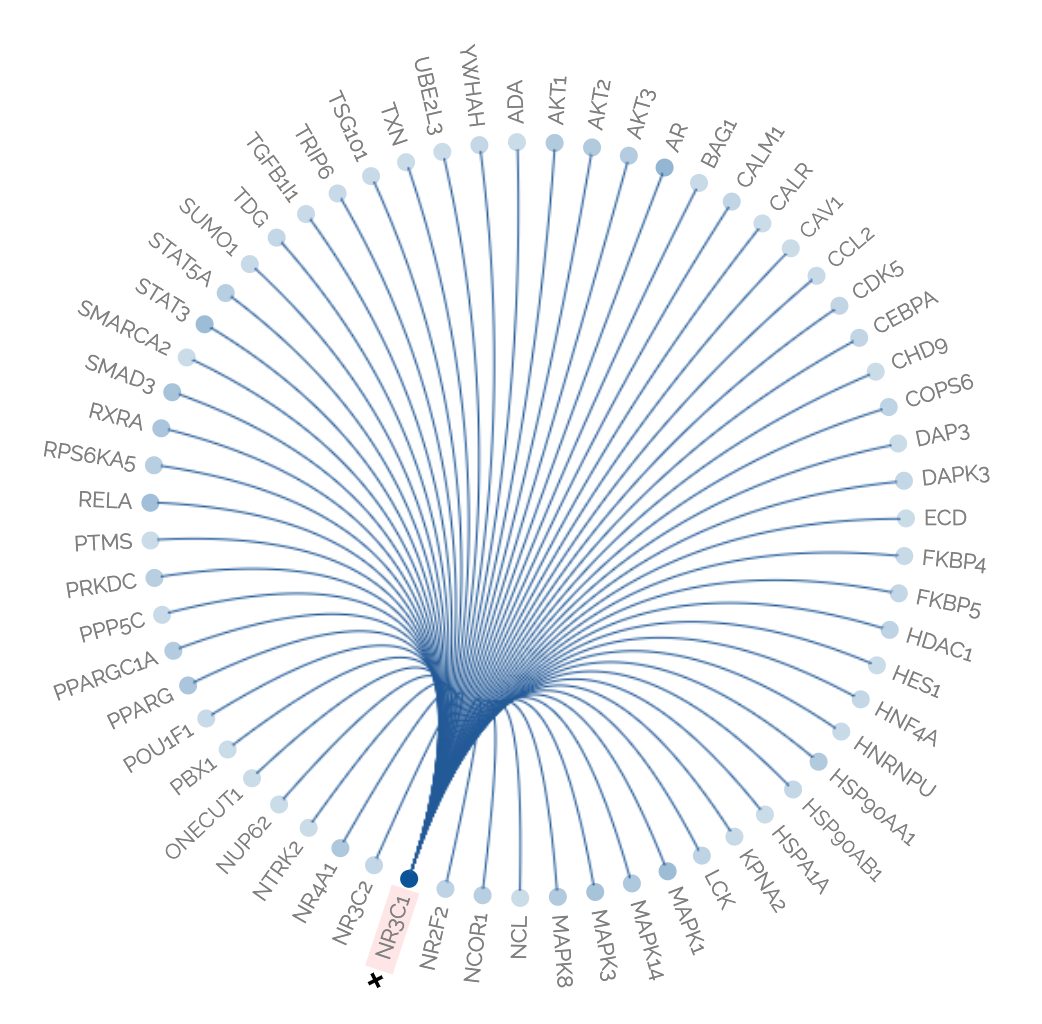 ADA
AKT1
AKT2
AKT3
AR
BAG1
CALM1
CALR
CAV1
CCL2
CDK5
CEBPA
CHD9
COPS6
DAP3
DAPK3
ECD
FKBP4
FKBP5
HDAC1
HES1
HNF4A
HNRNPU
HSP90AA1
HSP90AB1
HSPA1A
KPNA2
LCK
MAPK1
MAPK14
MAPK3
MAPK8
NCL
NCOR1
NR2F2
NR3C1
NR3C2
NR4A1
NTRK2
NUP62
ONECUT1
PBX1
POU1F1
PPARG
PPARGC1A
PPP5C
PRKDC
PTMS
RELA
RPS6KA5
RXRA
SMAD3
SMARCA2
STAT3
STAT5A
SUMO1
TDG
TGFB1I1
TRIP6
TSG101
TXN
UBE2L3
YWHAH